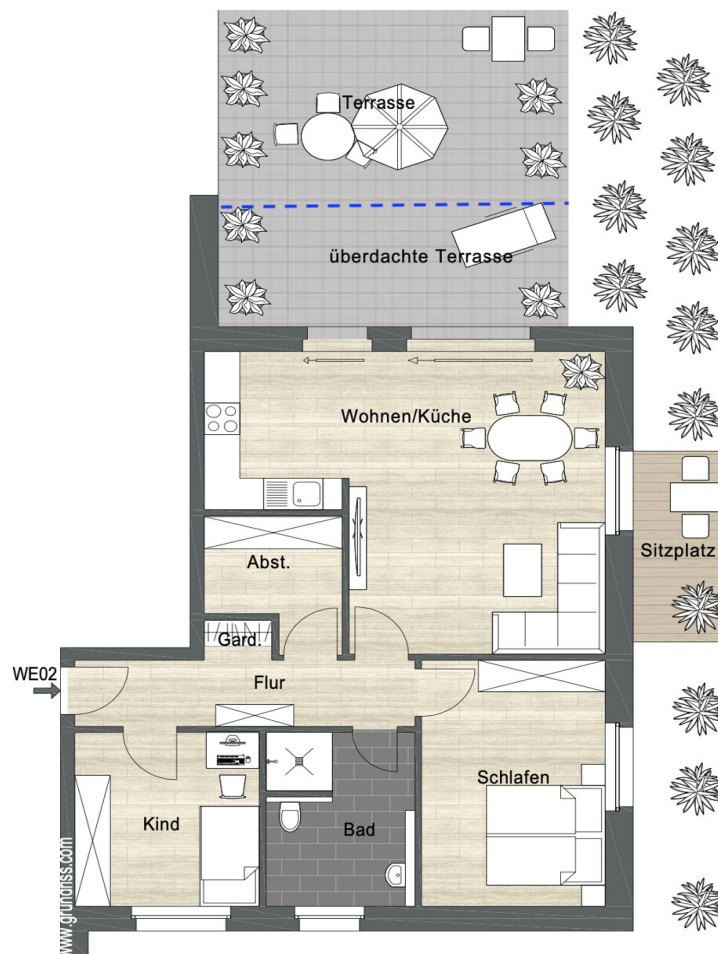 Terrasse
überdachte Terrasse
Wohnen/Küche
Sitzplatz
Abst.
Gard.
WE02
Flur
Schlafen
Kind
Bad
www.grundriss.com